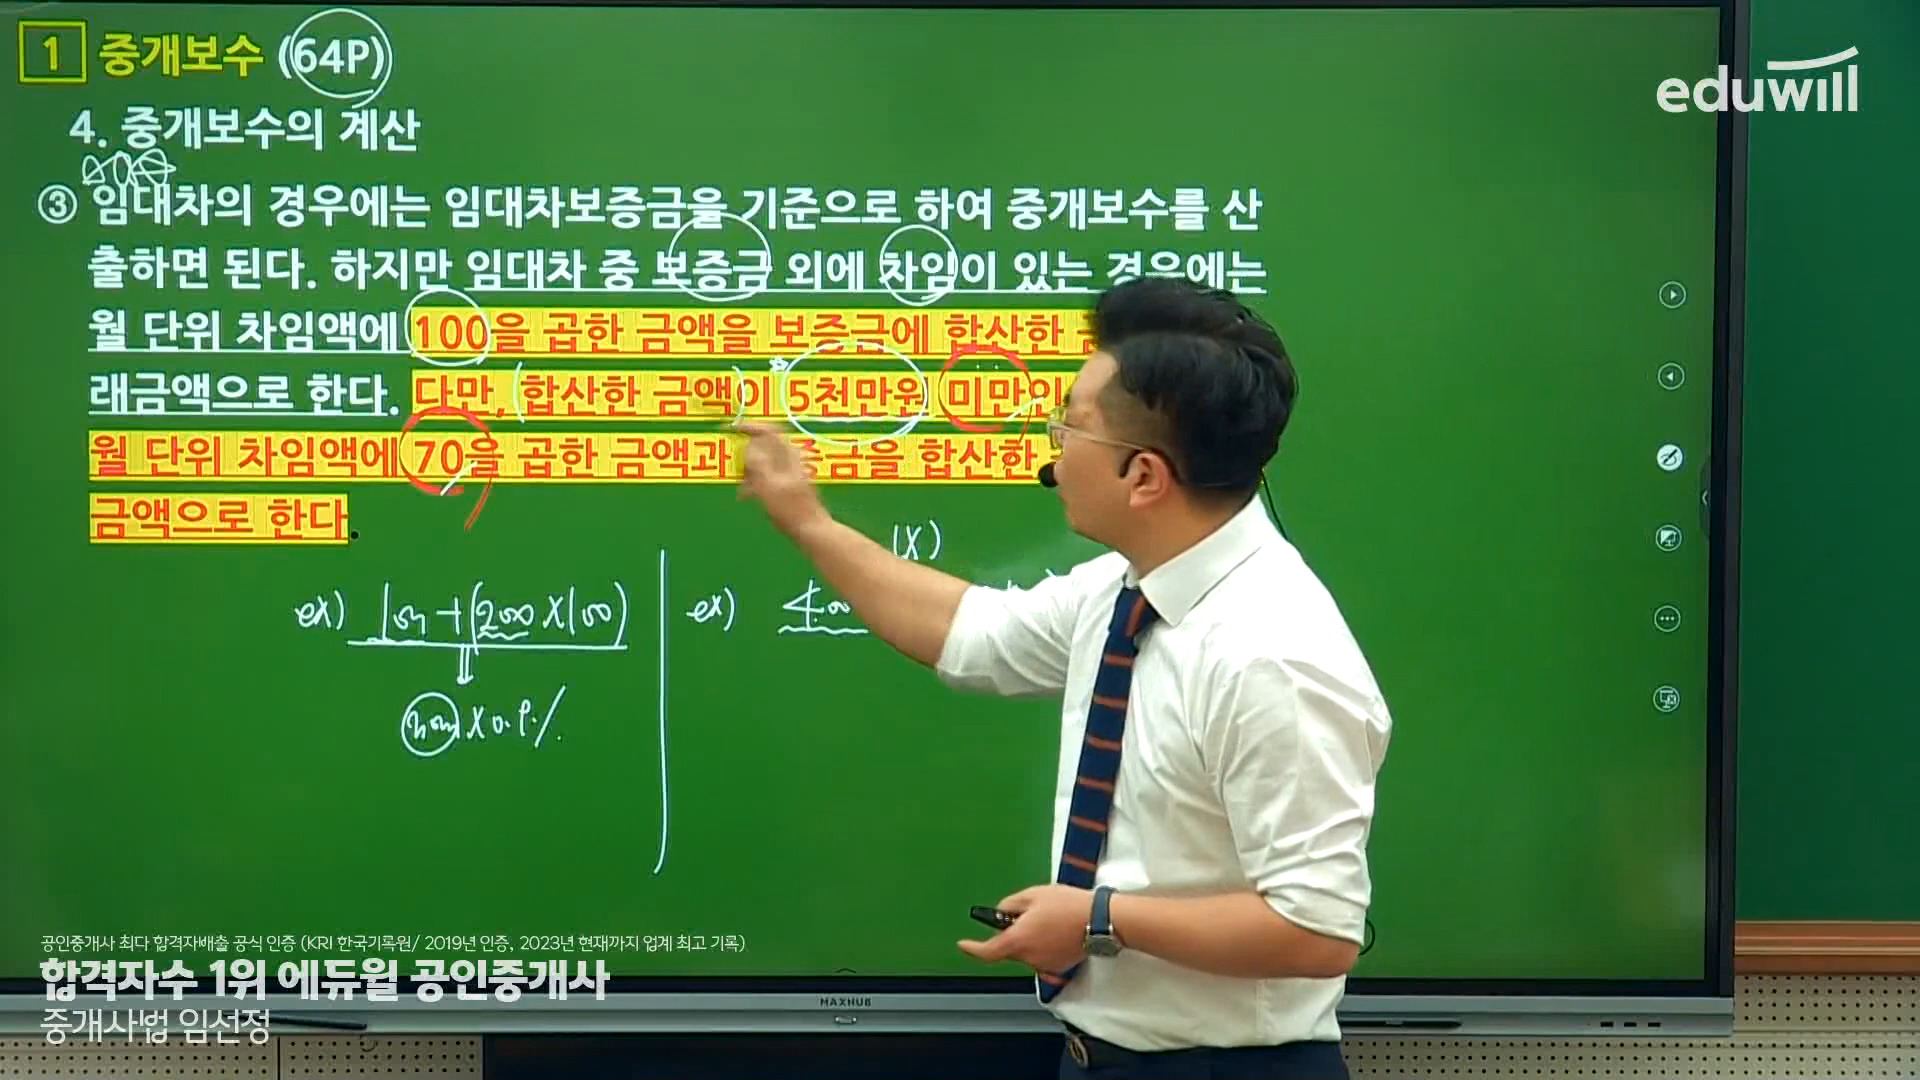 1 중개보수 (64P)
eduwill
4. 중개보수의 계산
③ 임대차의 경우에는 임대차보증금을 기준으로 하여 중개보수를 산
출하면 된다. 하지만 임대차 중 보증금 외에 차임이 있는 경우에는
월 단위 차임액에 100을 곱한 금액을 보증금에 합산한
래금액으로 한다. 다만, (합산한 금액)이 5천만원 미만인
월 단위 차임액에 70을 곱한 금액과 보증금을 합산한
금액으로 한다.
(X)
ex) 1억+(200X100)
ex) 400
X 0.9%
공인중개사 최다 합격자배출 공식 인증 (KRI 한국기록원/ 2019년 인증, 2023년 현재까지 업계 최고 기록)
합격자수 1위 에듀윌 공인중개사
중개사법 임선정
MAXHUB